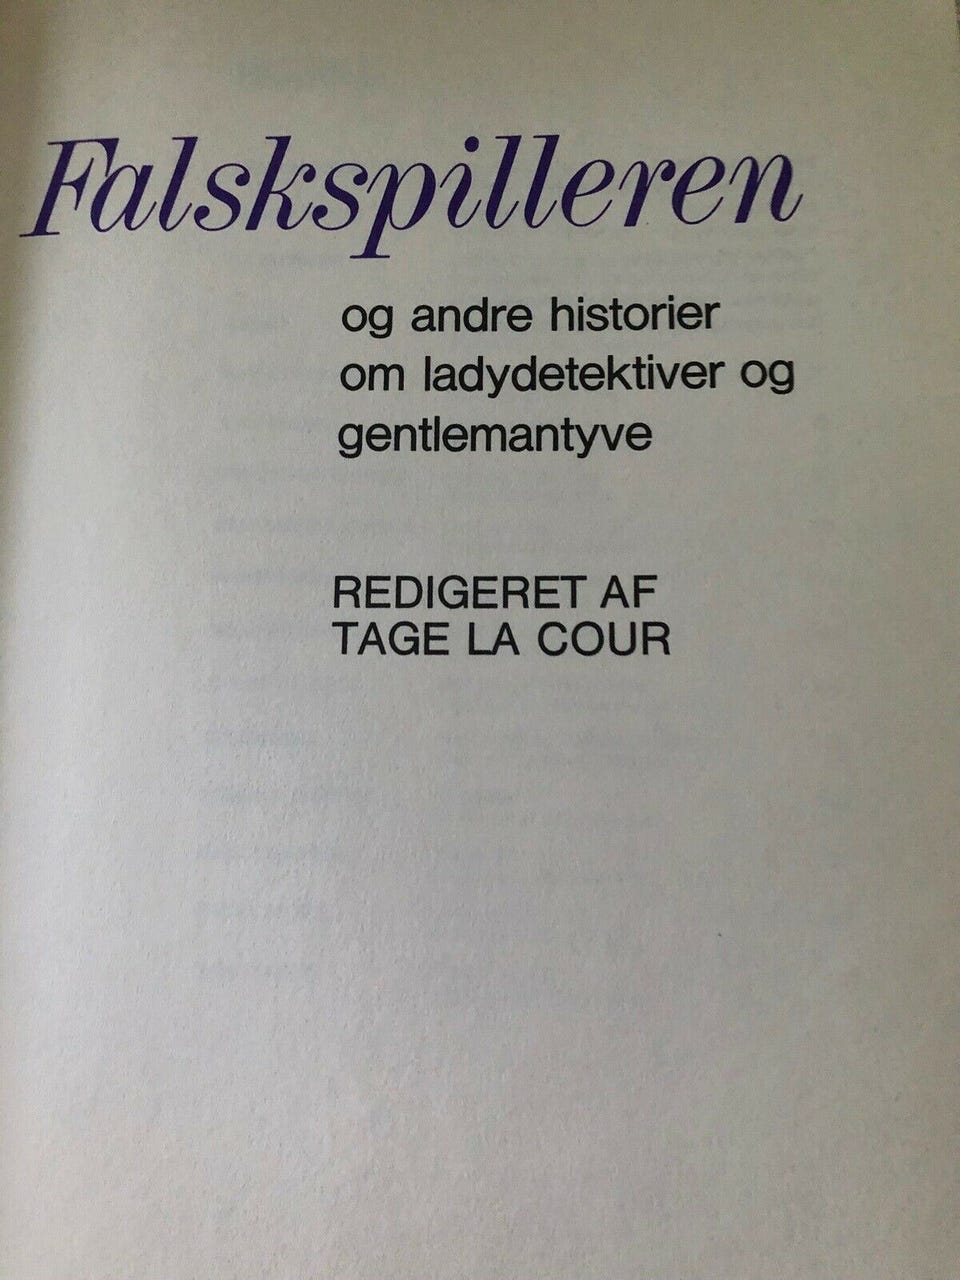 Falskspilleren
og andre historier
om ladydetektiver og
gentlemantyve
REDIGERET AF
TAGE LA COUR